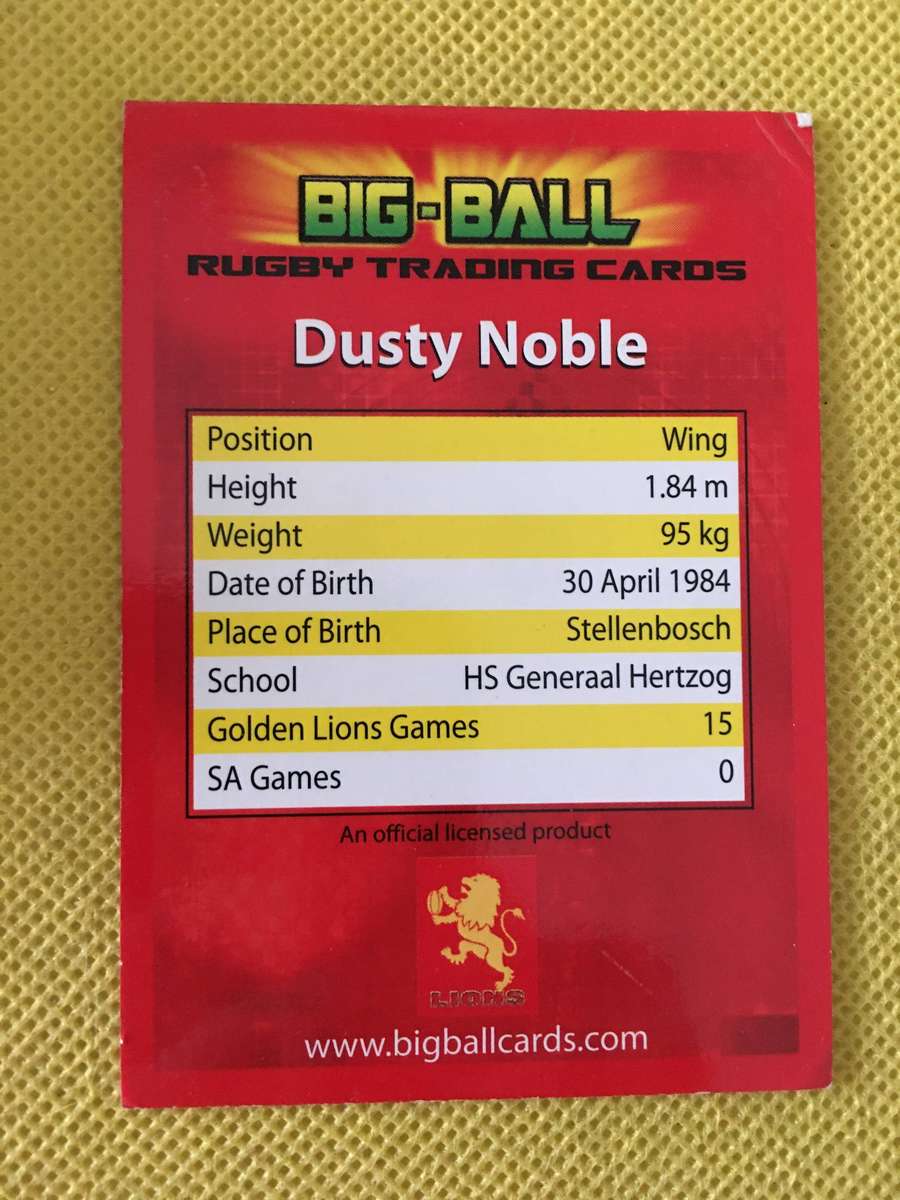 BIG-BALL
RUGBY TRADING CARDS
Dusty Noble
Position Wing
Height 1.84 m
Weight 95 kg
Date of Birth 30 April 1984
Place of Birth Stellenbosch
School HS Generaal Hertzog
Golden Lions Games 15
SA Games 0
An official licensed product
LIONS
www.bigballcards.com